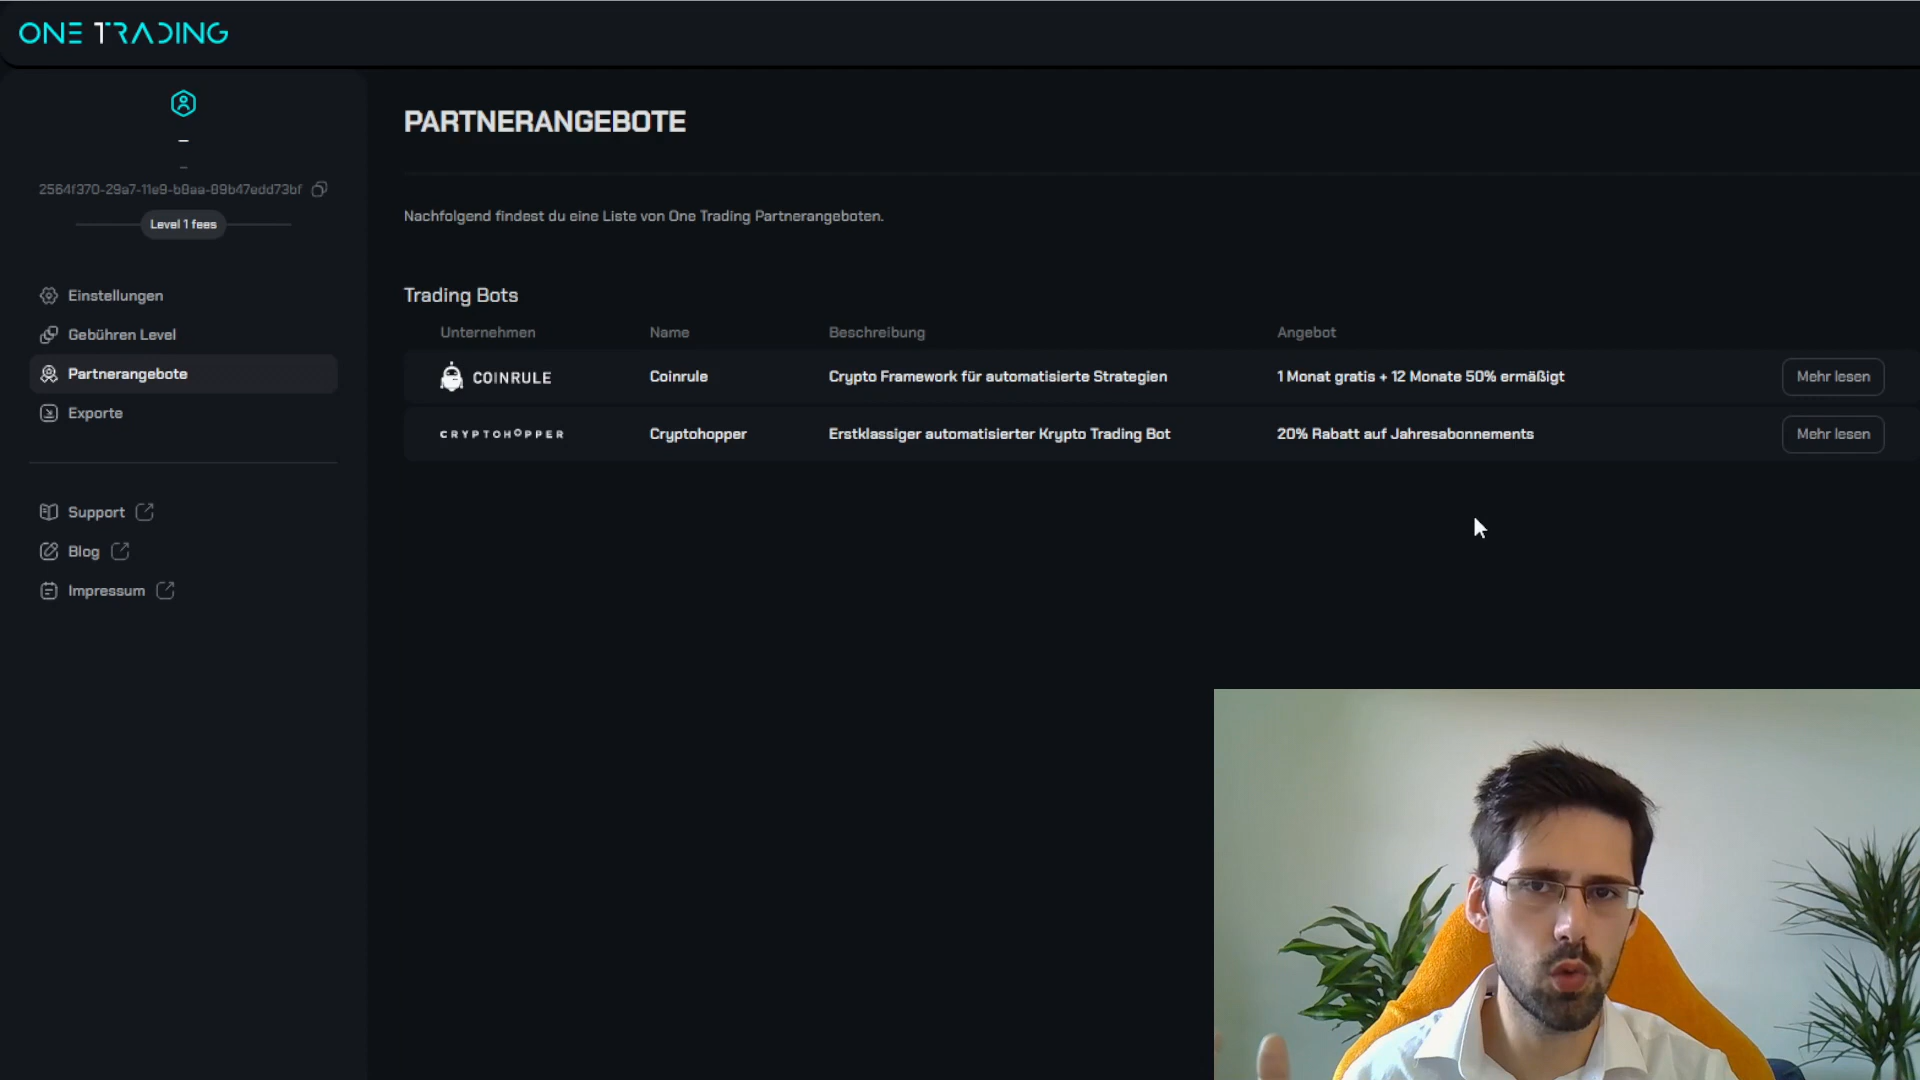 ONE TRADING
2564f370-29a7-11e9-b8aa-89b47edd73bf
Level 1 fees
Einstellungen
Gebühren Level
Partnerangebote
Exporte
Support
Blog
Impressum
PARTNERANGEBOTE
Nachfolgend findest du eine Liste von One Trading Partnerangeboten.
Trading Bots
Unternehmen Name Beschreibung Angebot
COINRULE Coinrule Crypto Framework für automatisierte Strategien 1 Monat gratis + 12 Monate 50% ermäßigt Mehr lesen
CRYPTOHOPPER Cryptohopper Erstklassiger automatisierter Krypto Trading Bot 20% Rabatt auf Jahresabonnements Mehr lesen